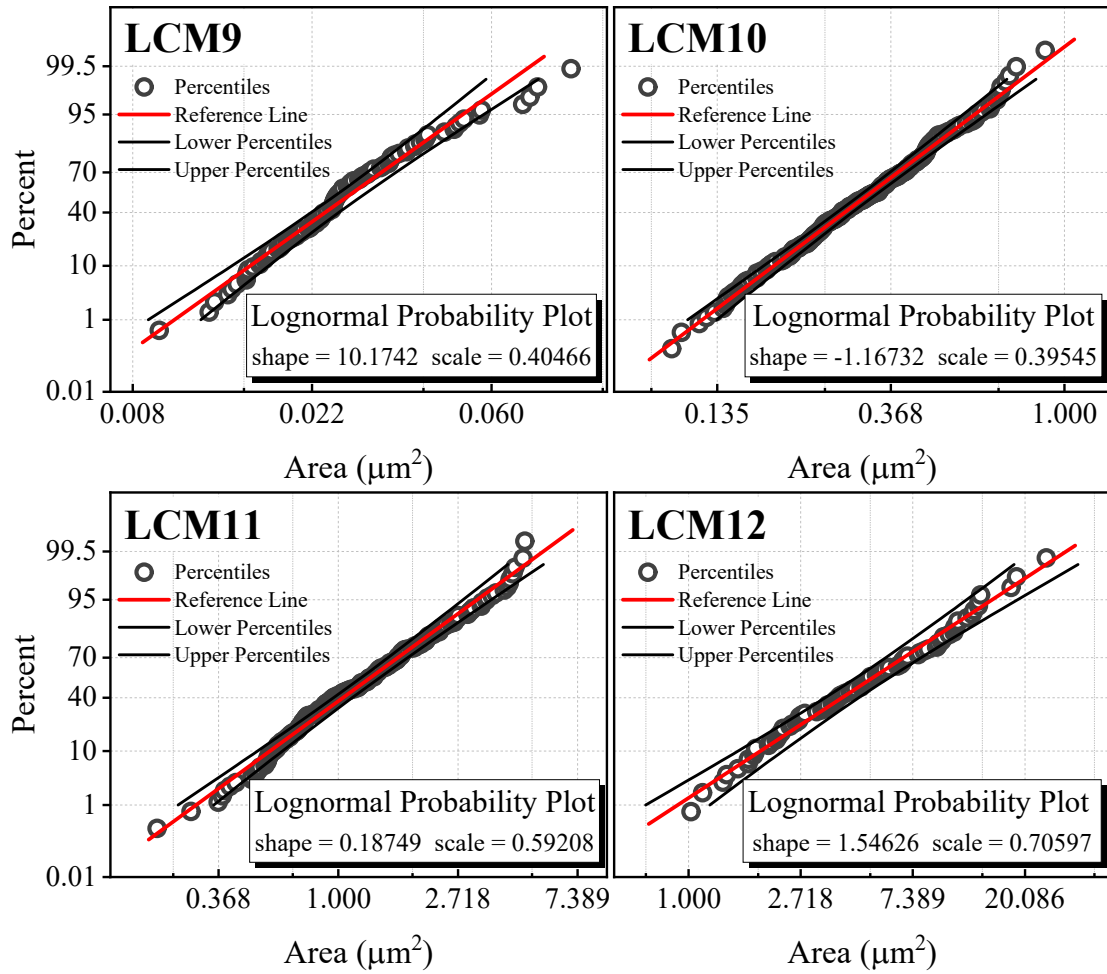 LCM9
99.5
95
70
40
10
1
0.01
Percent
Percentiles
Reference Line
Lower Percentiles
Upper Percentiles
Lognormal Probability Plot
shape = 10.1742 scale = 0.40466
0.008
0.022
0.060
Area (μm²)
LCM10
Percentiles
Reference Line
Lower Percentiles
Upper Percentiles
Lognormal Probability Plot
shape = -1.16732 scale = 0.39545
0.135
0.368
1.000
Area (μm²)
LCM11
99.5
95
70
40
10
1
0.01
Percent
Percentiles
Reference Line
Lower Percentiles
Upper Percentiles
Lognormal Probability Plot
shape = 0.18749 scale = 0.59208
0.368
1.000
2.718
7.389
Area (μm²)
LCM12
Percentiles
Reference Line
Lower Percentiles
Upper Percentiles
Lognormal Probability Plot
shape = 1.54626 scale = 0.70597
1.000
2.718
7.389
20.086
Area (μm²)